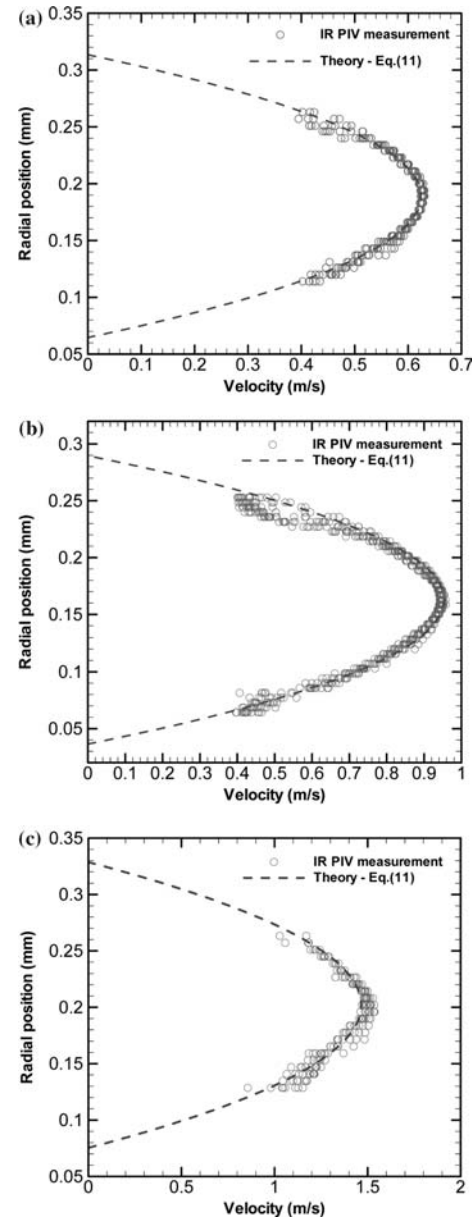 (a)
0.35
IR PIV measurement
Theory - Eq.(11)
0.3
0.25
0.2
0.15
0.1
0.05
Radial position (mm)
0 0.1 0.2 0.3 0.4 0.5 0.6 0.7
Velocity (m/s)
(b)
IR PIV measurement
Theory - Eq.(11)
0.3
0.25
0.2
0.15
0.1
0.05
Radial position (mm)
0 0.1 0.2 0.3 0.4 0.5 0.6 0.7 0.8 0.9 1
Velocity (m/s)
(c)
0.35
IR PIV measurement
Theory - Eq.(11)
0.3
0.25
0.2
0.15
0.1
0.05
Radial position (mm)
0 0.5 1 1.5 2
Velocity (m/s)